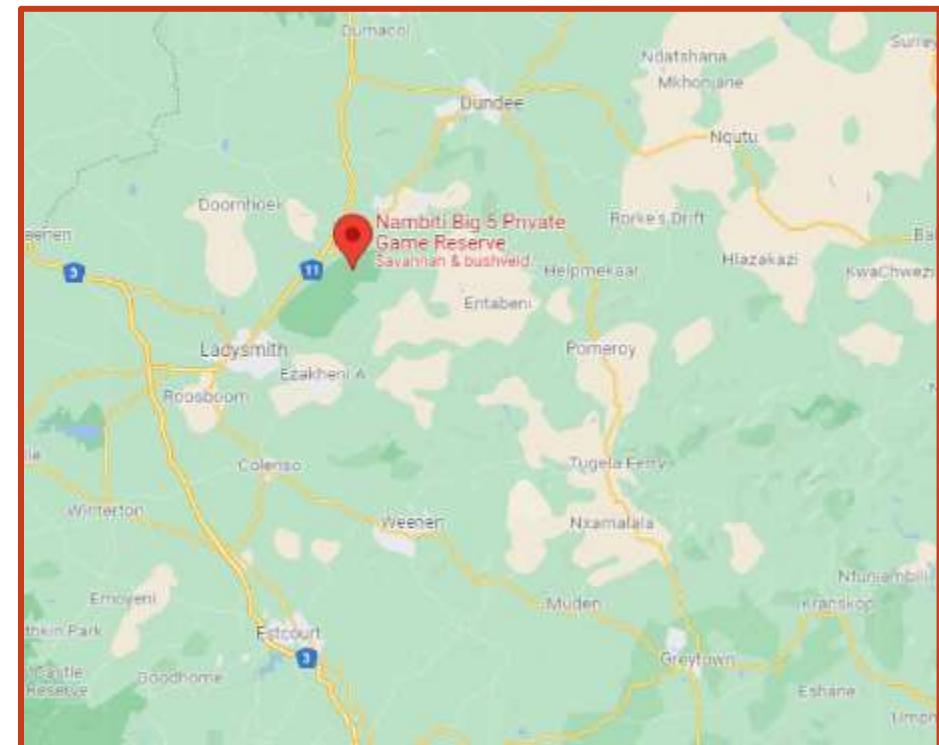 Ndatshana
Mkhonjane
Dundee
Nqutu
Doornhoek
Nambiti Big 5 Private
Game Reserve
Savannah & bushveld
Rorke's Drift
3
11
Helpmekaar
Hlazakazi
KwaChwezi
Entabeni
Ladysmith
Pomeroy
Ezakheni A
Roosboom
Colenso
Tugela Ferry
Winterton
Weenen
Nxamalala
Emoyeni
Muden
Kranskop
Estcourt
3
Greytown
Goodhome
Castle
Reserve
Eshane